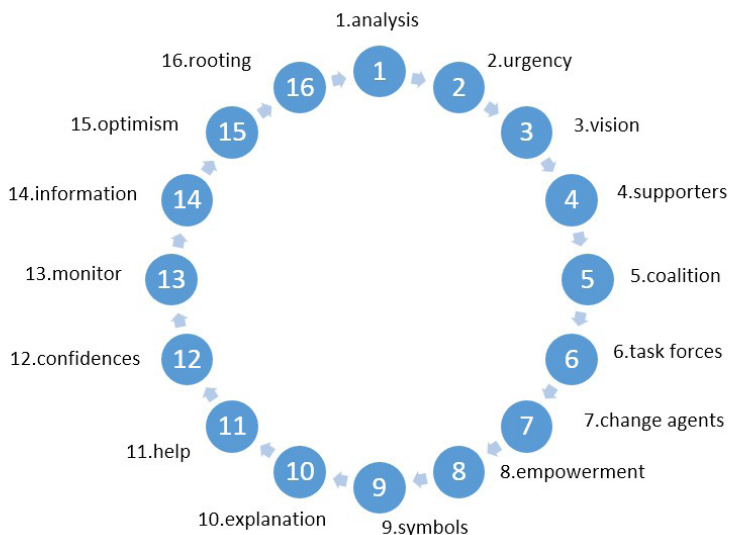 1.analysis
2.urgency
3.vision
4.supporters
5.coalition
6.task forces
7.change agents
8.empowerment
9.symbols
10.explanation
11.help
12.confidences
13.monitor
14.information
15.optimism
16.rooting
1
2
3
4
5
6
7
8
9
10
11
12
13
14
15
16